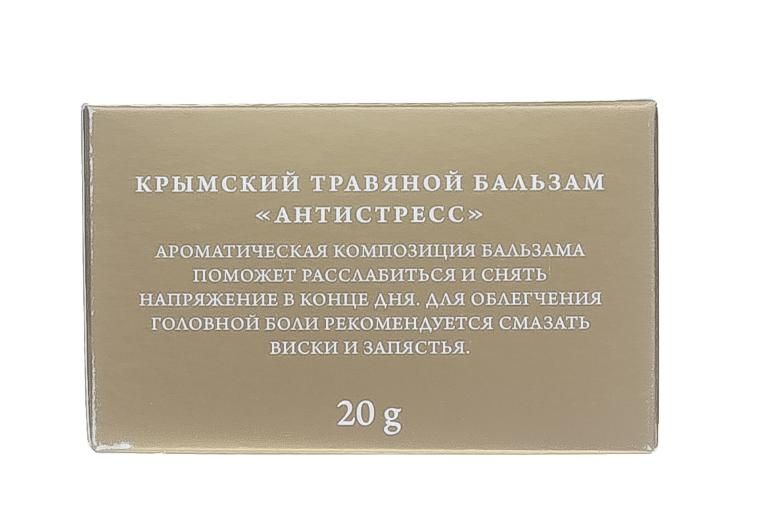 КРЫМСКИЙ ТРАВЯНОЙ БАЛЬЗАМ
«АНТИСТРЕСС»
АРОМАТИЧЕСКАЯ КОМПОЗИЦИЯ БАЛЬЗАМА
ПОМОЖЕТ РАССЛАБИТЬСЯ И СНЯТЬ
НАПРЯЖЕНИЕ В КОНЦЕ ДНЯ. ДЛЯ ОБЛЕГЧЕНИЯ
ГОЛОВНОЙ БОЛИ РЕКОМЕНДУЕТСЯ СМАЗАТЬ
ВИСКИ И ЗАПЯСТЬЯ.
20 g